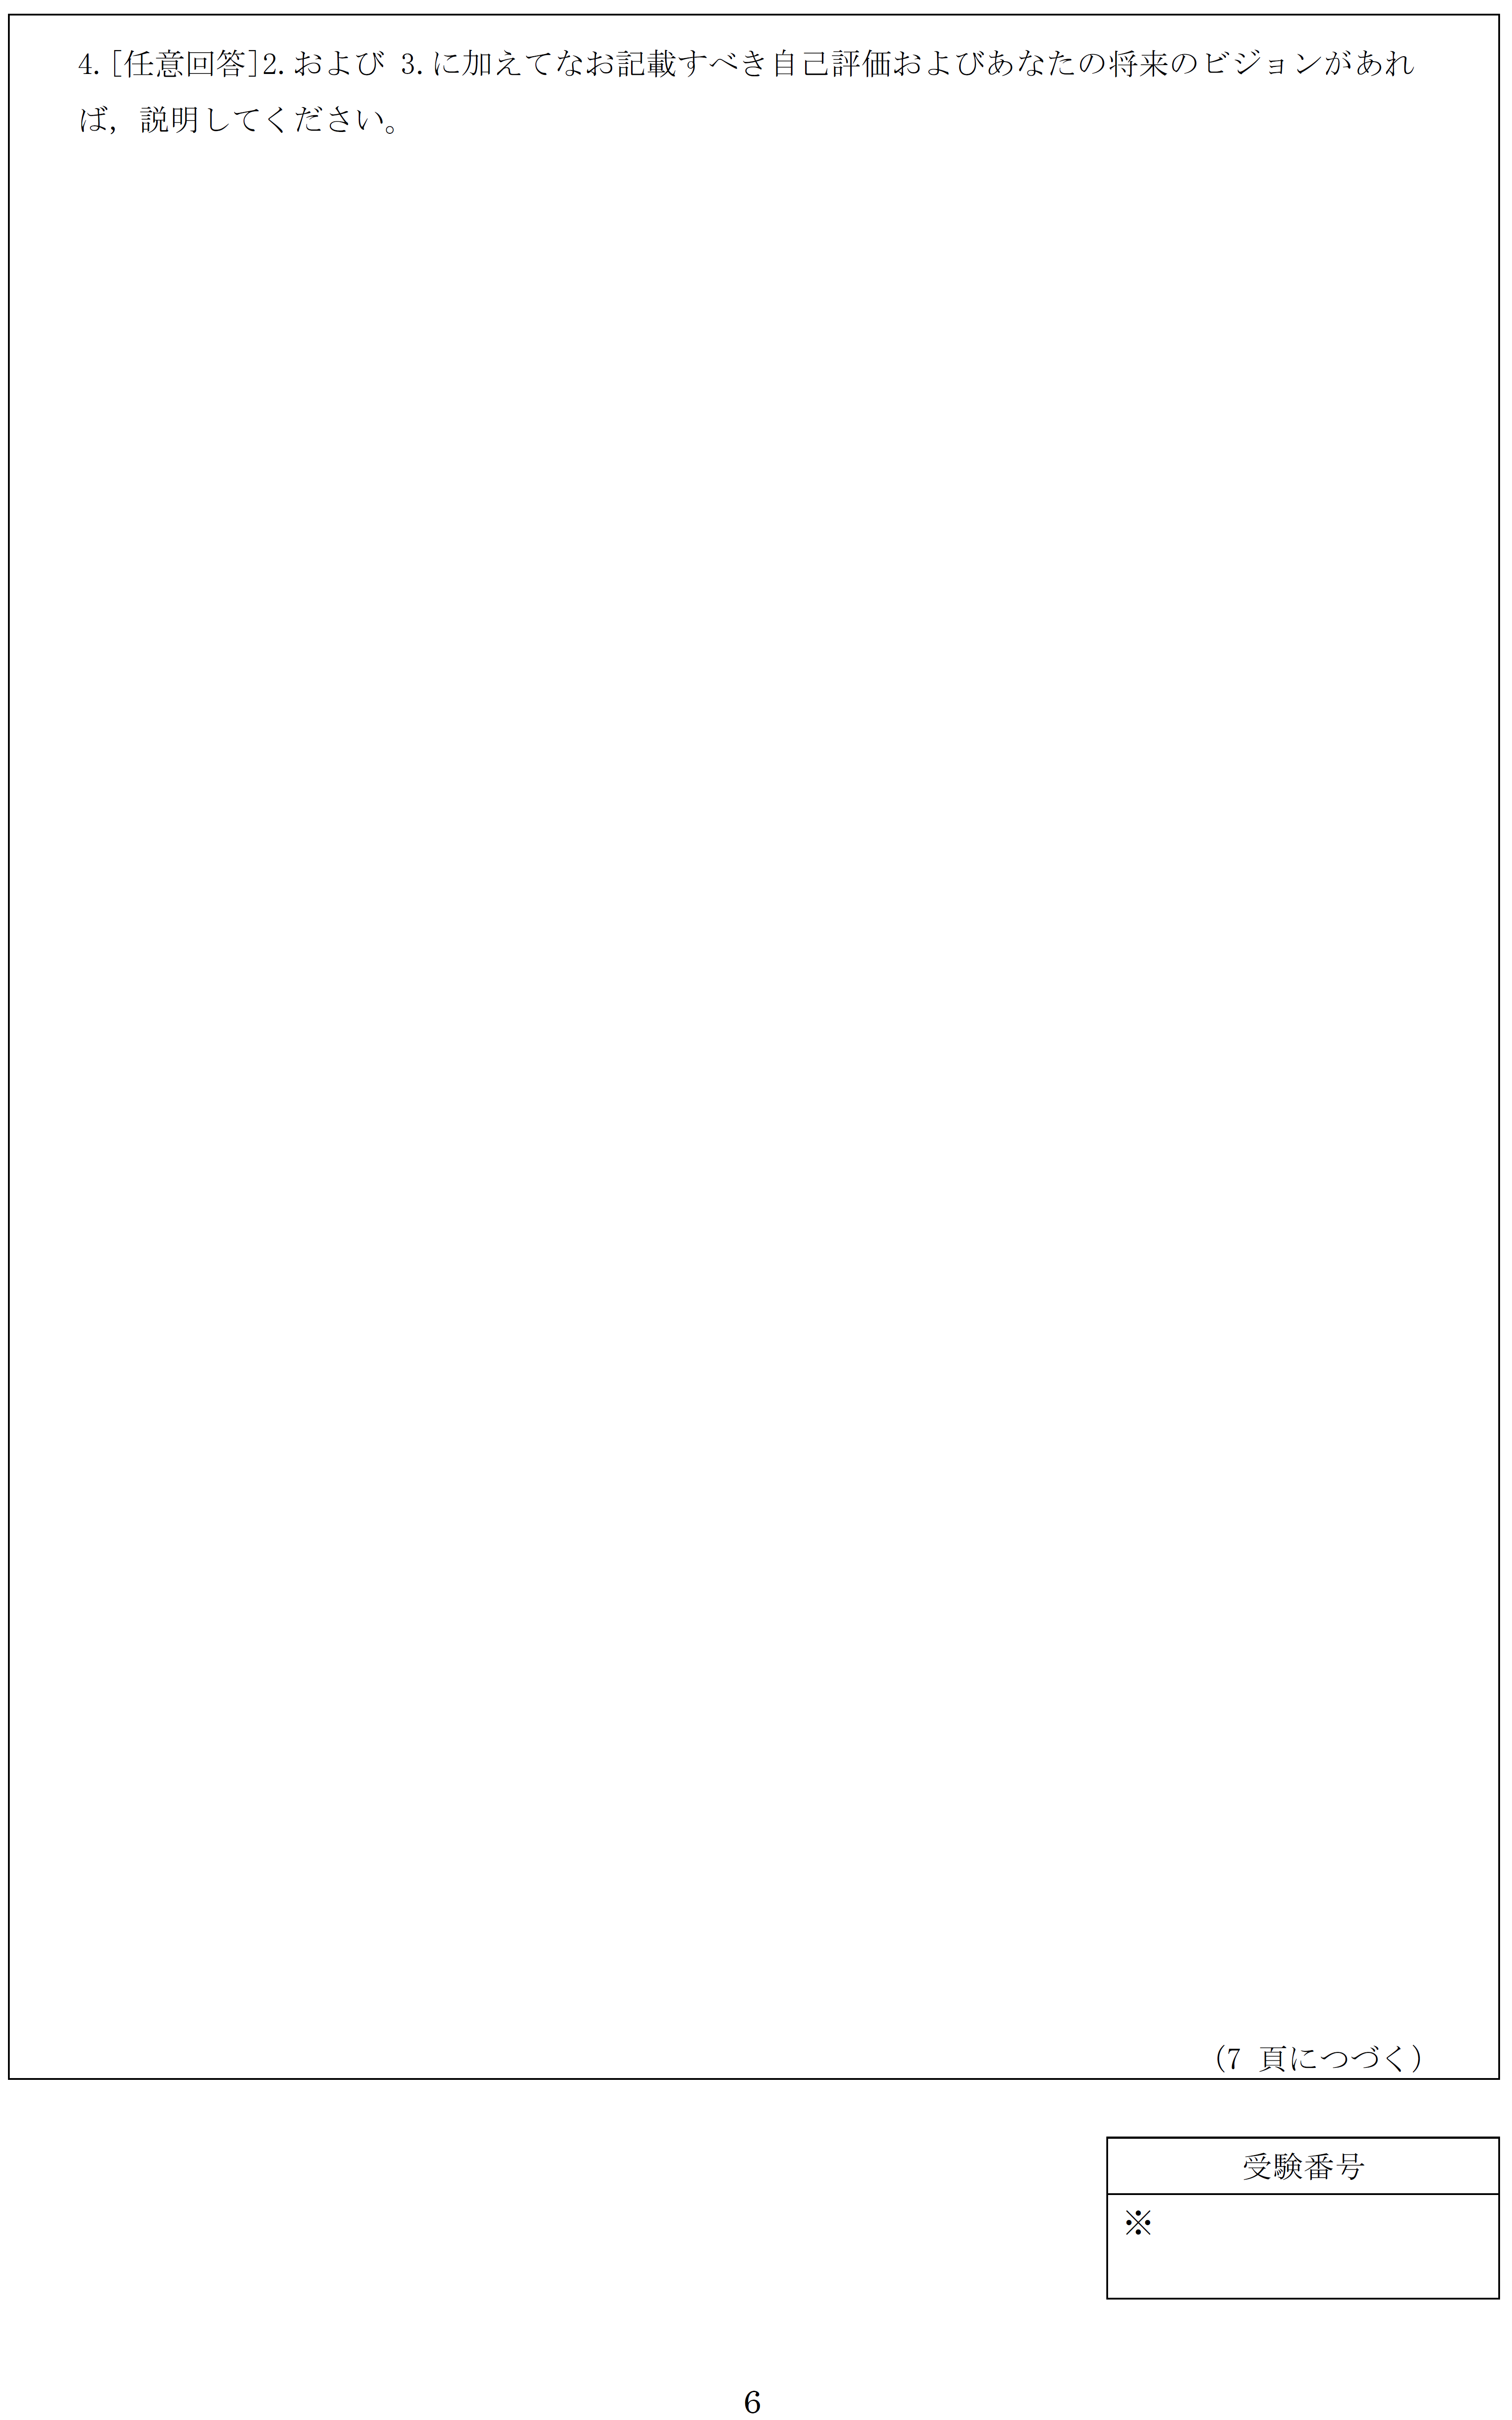 4.［任意回答］2.および 3.に加えてなお記載すべき自己評価およびあなたの将来のビジョンがあれ
ば，説明してください。
（7 頁につづく）
受験番号
※
6